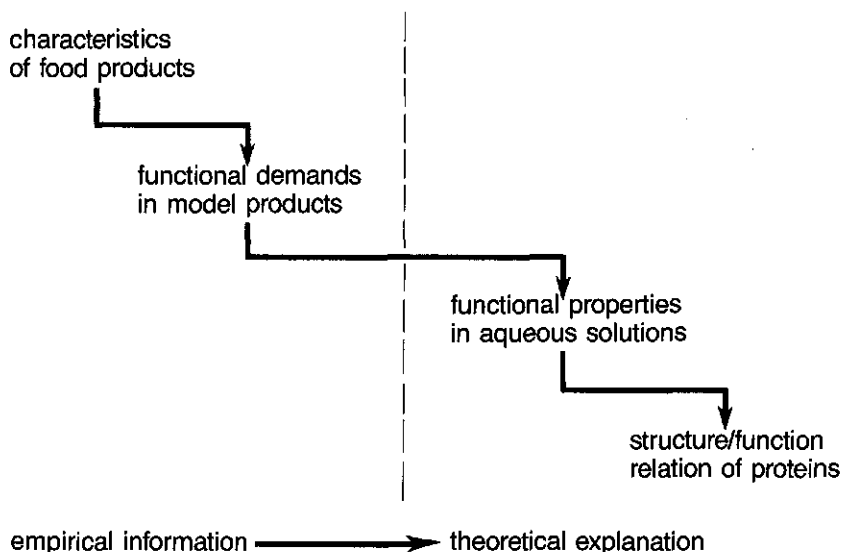 characteristics
of food products
functional demands
in model products
functional properties
in aqueous solutions
structure/function
relation of proteins
empirical information
theoretical explanation